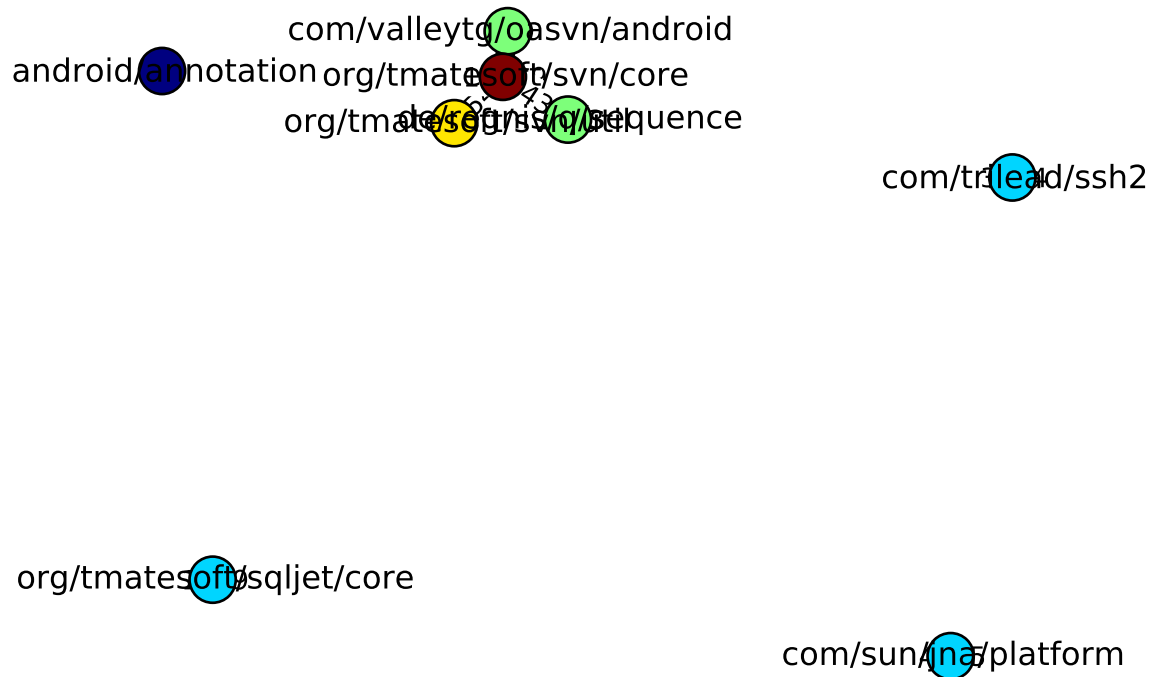 com/valleytg/oasvn/android
android/annotation
org/tmatesoft/svn/core
43
org/tmatesoft/svn/util
de/regnis/q/sequence
com/trilead/ssh2
org/tmatesoft/sqljet/core
com/sun/jna/platform